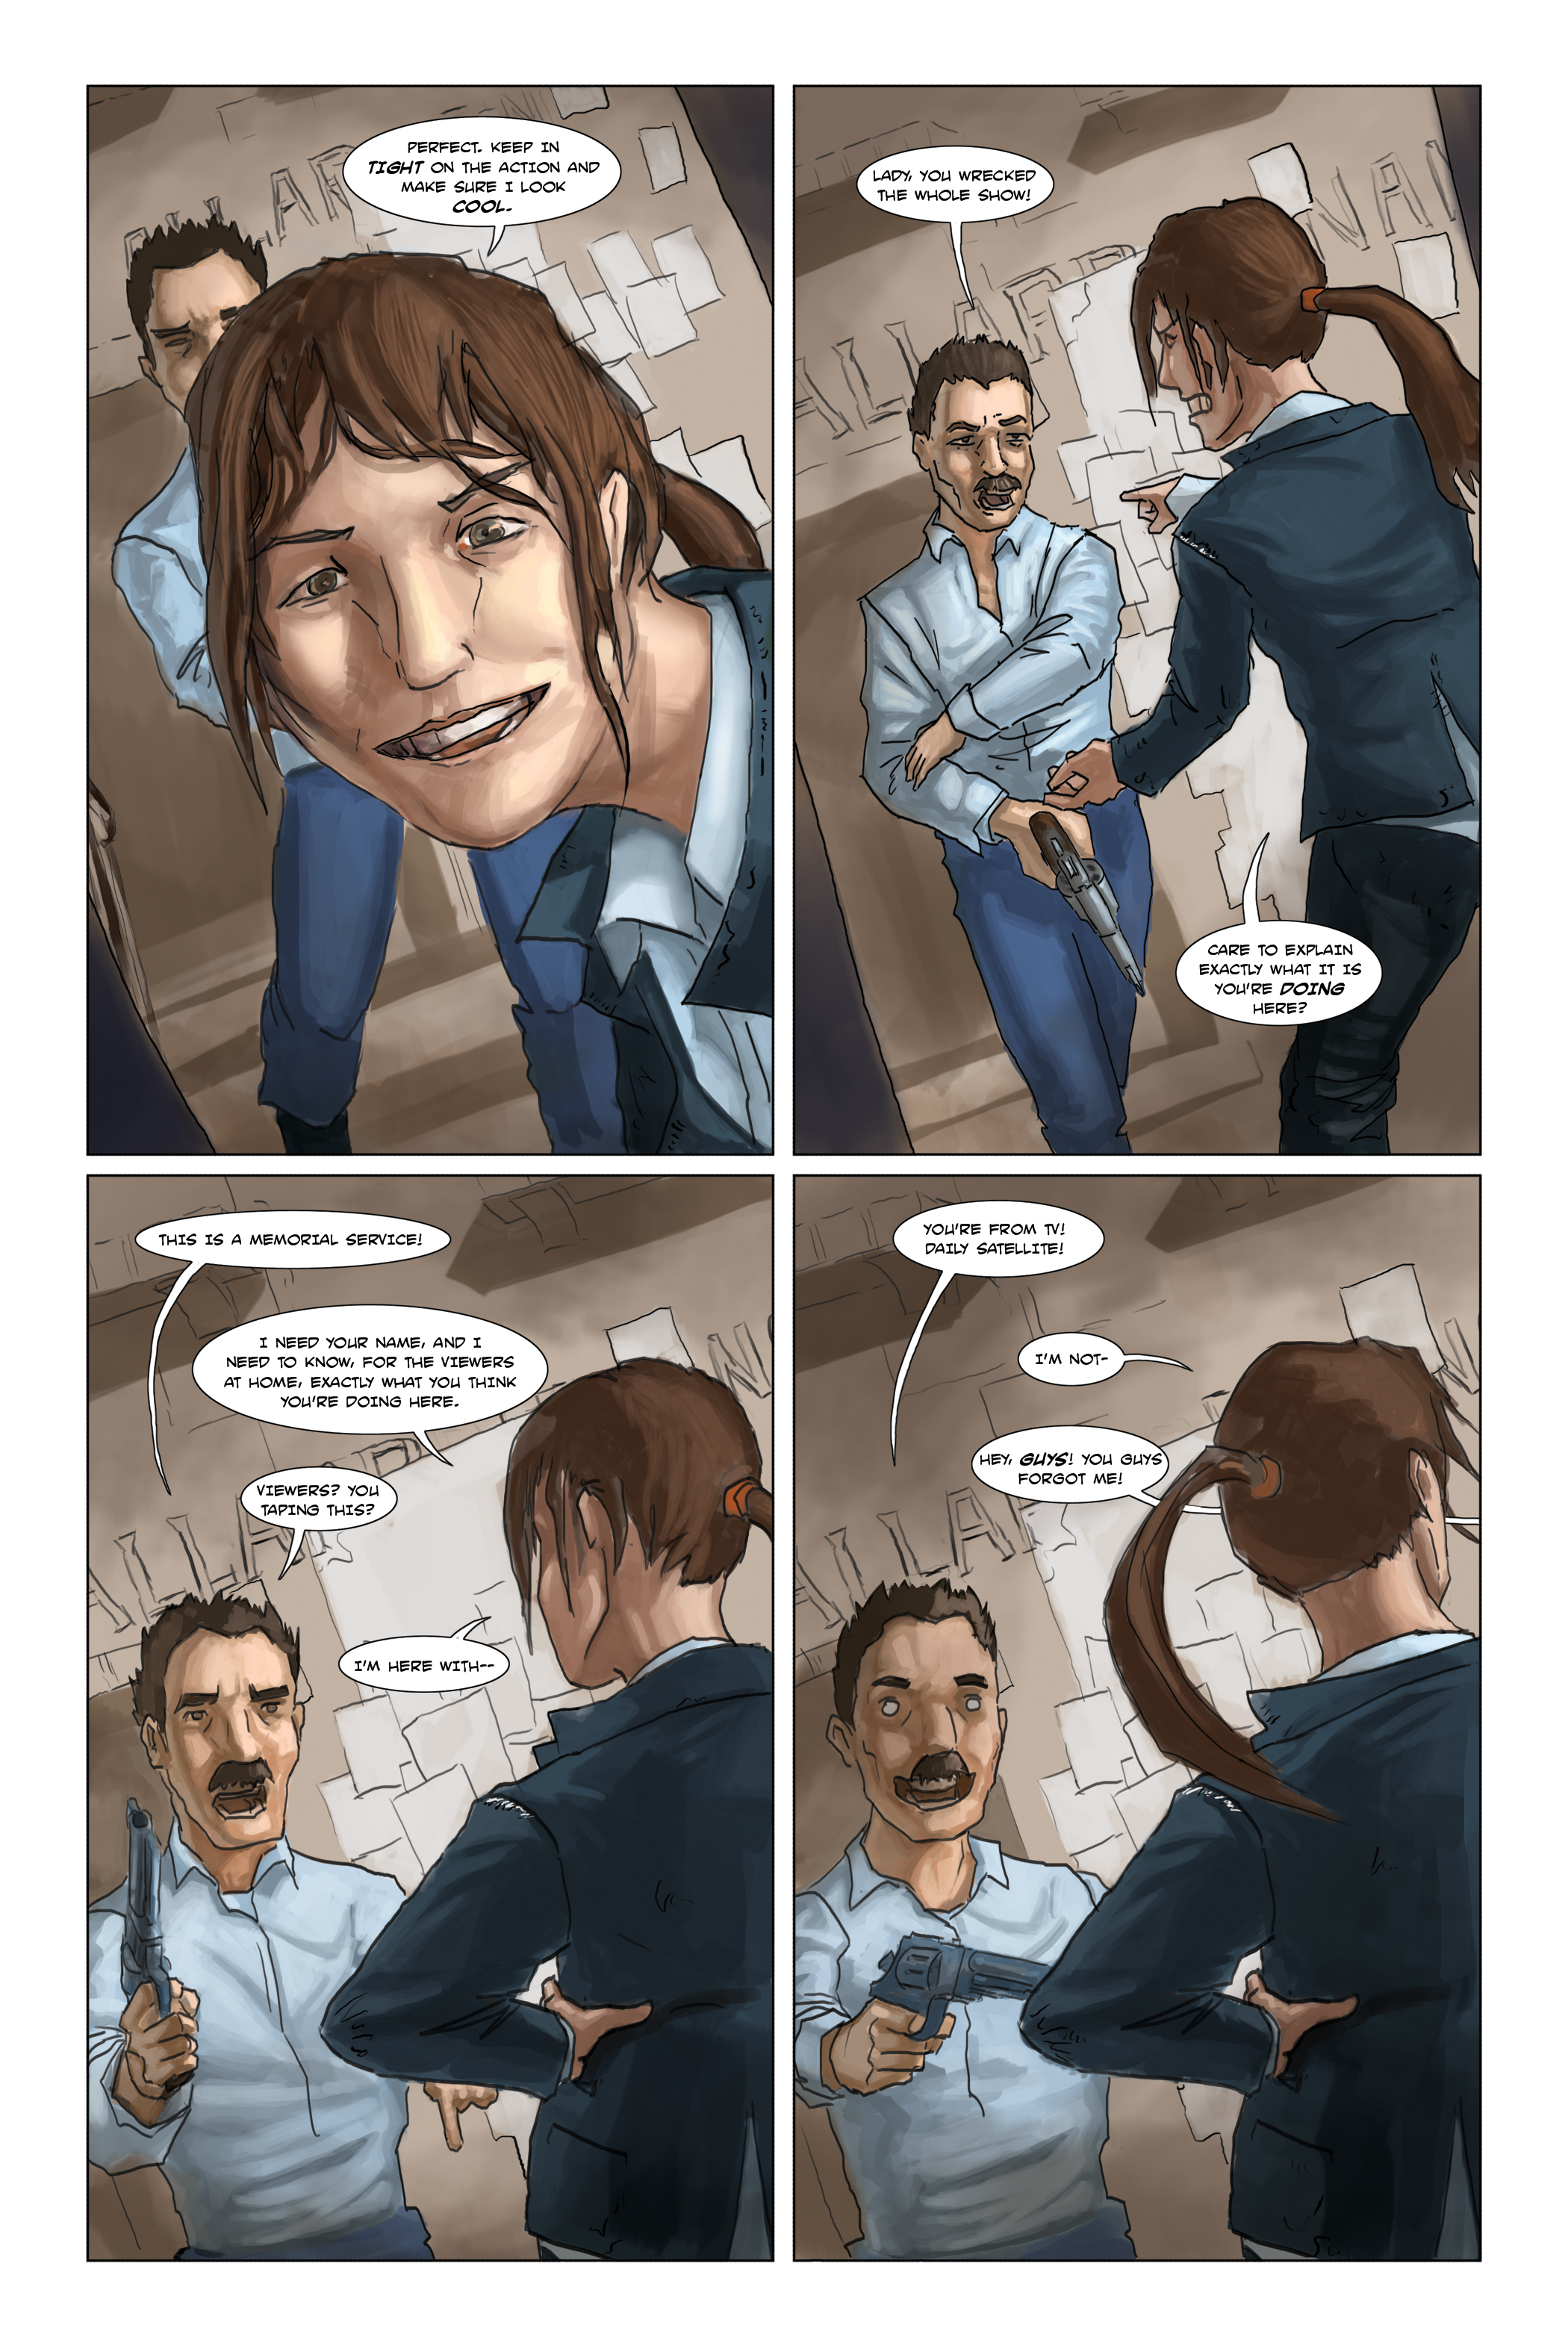 PERFECT. KEEP IN
TIGHT ON THE ACTION AND
MAKE SURE I LOOK
COOL.
LADY, YOU WRECKED
THE WHOLE SHOW!
CARE TO EXPLAIN
EXACTLY WHAT IT IS
YOU'RE DOING
HERE?
THIS IS A MEMORIAL SERVICE!
I NEED YOUR NAME, AND I
NEED TO KNOW, FOR THE VIEWERS
AT HOME, EXACTLY WHAT YOU THINK
YOU'RE DOING HERE.
VIEWERS? YOU
TAPING THIS?
I'M HERE WITH--
YOU'RE FROM TV!
DAILY SATELLITE!
I'M NOT-
HEY, GUYS! YOU GUYS
FORGOT ME!